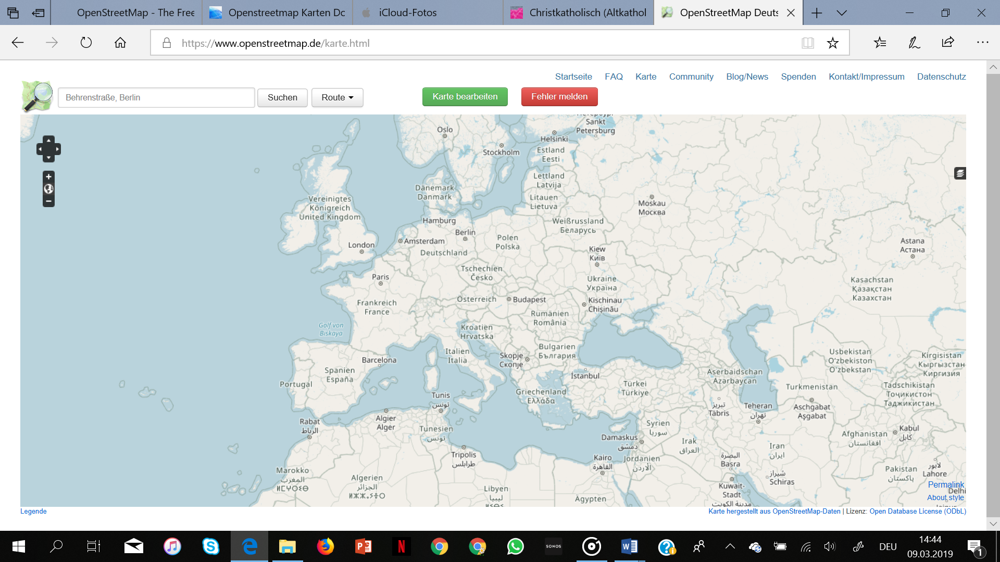 OpenStreetMap - The Free
Openstreetmap Karten Do
iCloud-Fotos
Christkatholisch (Altkathol
OpenStreetMap Deuts
https://www.openstreetmap.de/karte.html
Startseite FAQ Karte Community Blog/News Spenden Kontakt/Impressum Datenschutz
Behrenstraße, Berlin
Suchen
Route
Karte bearbeiten
Fehler melden
Oslo
Sankt
Petersburg
Helsinki
Stockholm
Estland
Eesti
Lettland
Latvija
Dänemark
Danmark
Litauen
Lietuva
Moskau
Москва
Vereinigtes
Königreich
United Kingdom
Hamburg
Weißrussland
Беларусь
Berlin
Amsterdam
Polen
Polska
London
Deutschland
Kiew
Київ
Astana
Астана
Tschechien
Česko
Paris
Ukraine
Україна
Kasachstan
Қазақстан
Казахстан
Österreich
Budapest
Kischinau
Chișinău
Frankreich
France
Rumänien
România
Golf von
Biskaya
Kroatien
Hrvatska
Bulgarien
България
Italien
Italia
Skopje
Скопје
Barcelona
Usbekistan
Oʻzbekiston
O'zbekston
Kirgisistan
Кыргызстан
Киргизия
Spanien
España
Portugal
İstanbul
Aserbaidschan
Azərbaycan
Türkei
Türkiye
Turkmenistan
Tadschikistan
Тоҷикистон
Таджикистан
Griechenland
Ελλάδα
Tunis
تونس
تبريز
Täbris
Teheran
تهران
Aschgabat
Aşgabat
Rabat
الرباط
Algier
Alger
Tunesien
تونس
Syrien
سوريا
Damaskus
دمشق
Afghanistan
افغانستان
Kabul
کابل
Irak
العراق
Iran
ایران
Tripolis
طرابلس
Kairo
القاهرة
Jordanien
الأردن
البصرة
Basra
Marokko
المغرب
ⵍⵎⵖⵔⵉⴱ
Algerien
الجزائر
ⵍⵣⵣⴰⵢⴻⵔ
شیراز
Schiras
Pakistan
پاکستان
لاہور
Lahore
Libyen
ليبيا
Ägypten
Kuwait-
Stadt
مدينة الكويت
Permalink
Delhi
About style
Legende
Karte hergestellt aus OpenStreetMap-Daten | Lizenz: Open Database License (ODbL)
SONOS
DEU
14:44
09.03.2019
1